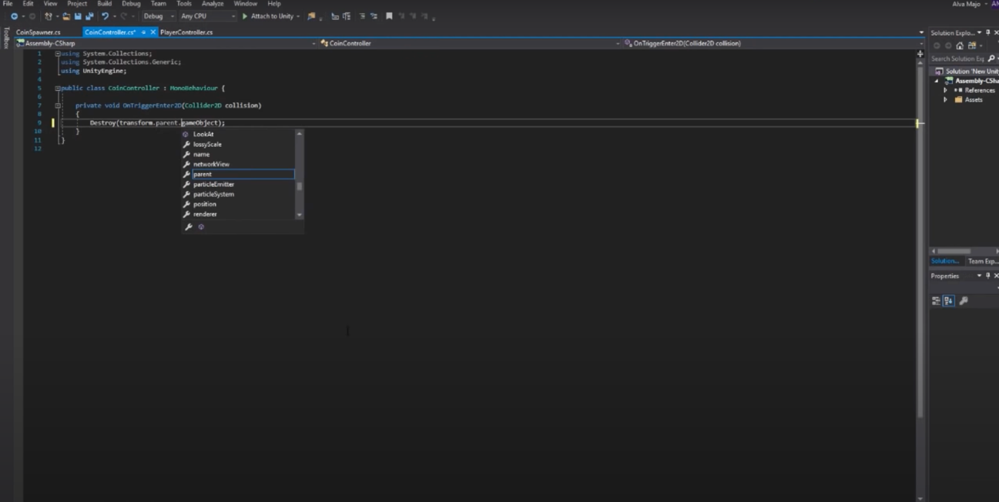 File Edit View Project Build Debug Team Tools Analyze Window Help Alva Majo
Debug Any CPU Attach to Unity
Toolbox
CoinSpawner.cs CoinController.cs* PlayerController.cs
Assembly-CSharp CoinController OnTriggerEnter2D(Collider2D collision)
1 using System.Collections;
2 using System.Collections.Generic;
3 using UnityEngine;
4
5 public class CoinController : MonoBehaviour {
6
7 private void OnTriggerEnter2D(Collider2D collision)
8 {
9 Destroy(transform.parent.gameObject);
10 }
11 }
12
LookAt
lossyScale
name
networkView
parent
particleEmitter
particleSystem
position
renderer
Solution Explo...
Search Solution Ex
Solution 'New Unit
Assembly-CSha
References
Assets
Solution... Team Exp...
Properties